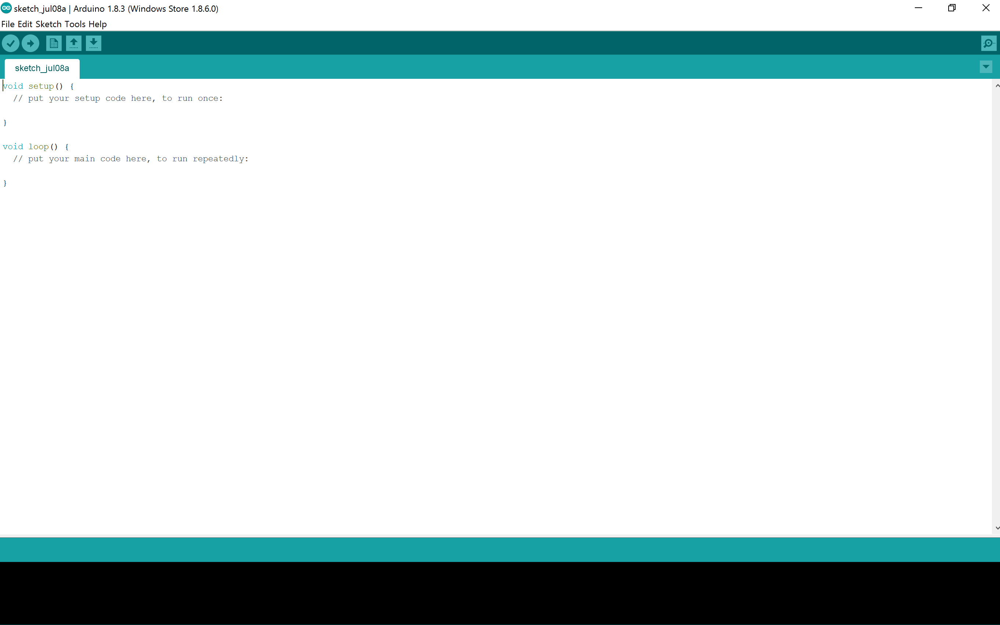 sketch_jul08a | Arduino 1.8.3 (Windows Store 1.8.6.0)
File Edit Sketch Tools Help
sketch_jul08a
void setup() {
  // put your setup code here, to run once:
}
void loop() {
  // put your main code here, to run repeatedly:
}